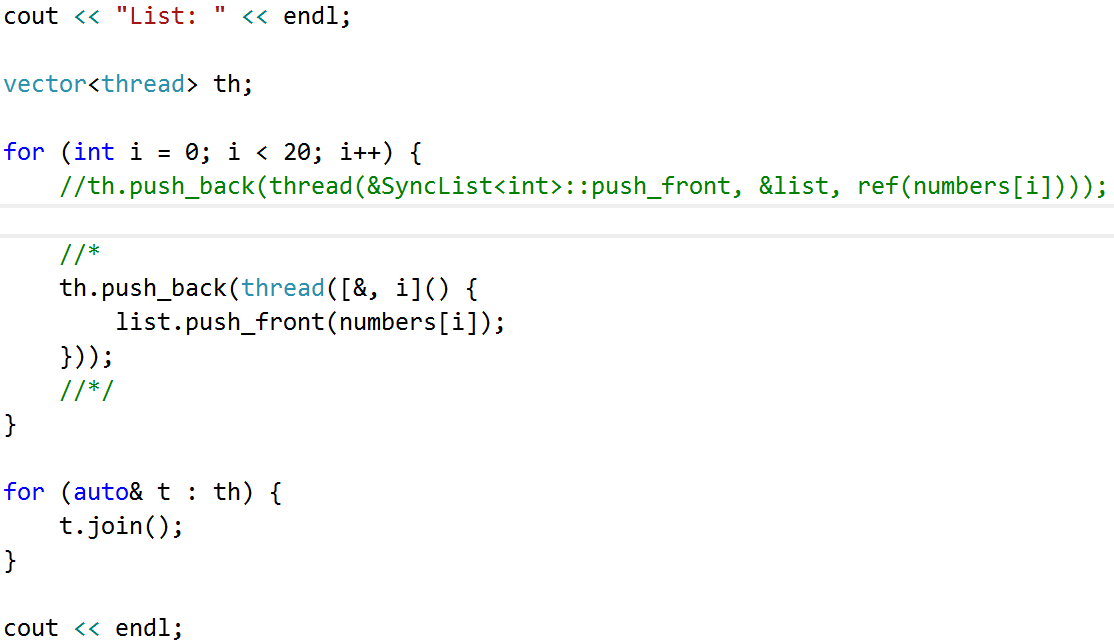 cout << "List: " << endl;
vector<thread> th;
for (int i = 0; i < 20; i++) {
//th.push_back(thread(&SyncList<int>::push_front, &list, ref(numbers[i])));
//*
th.push_back(thread([&, i]() {
list.push_front(numbers[i]);
}));
//*/
}
for (auto& t : th) {
t.join();
}
cout << endl;